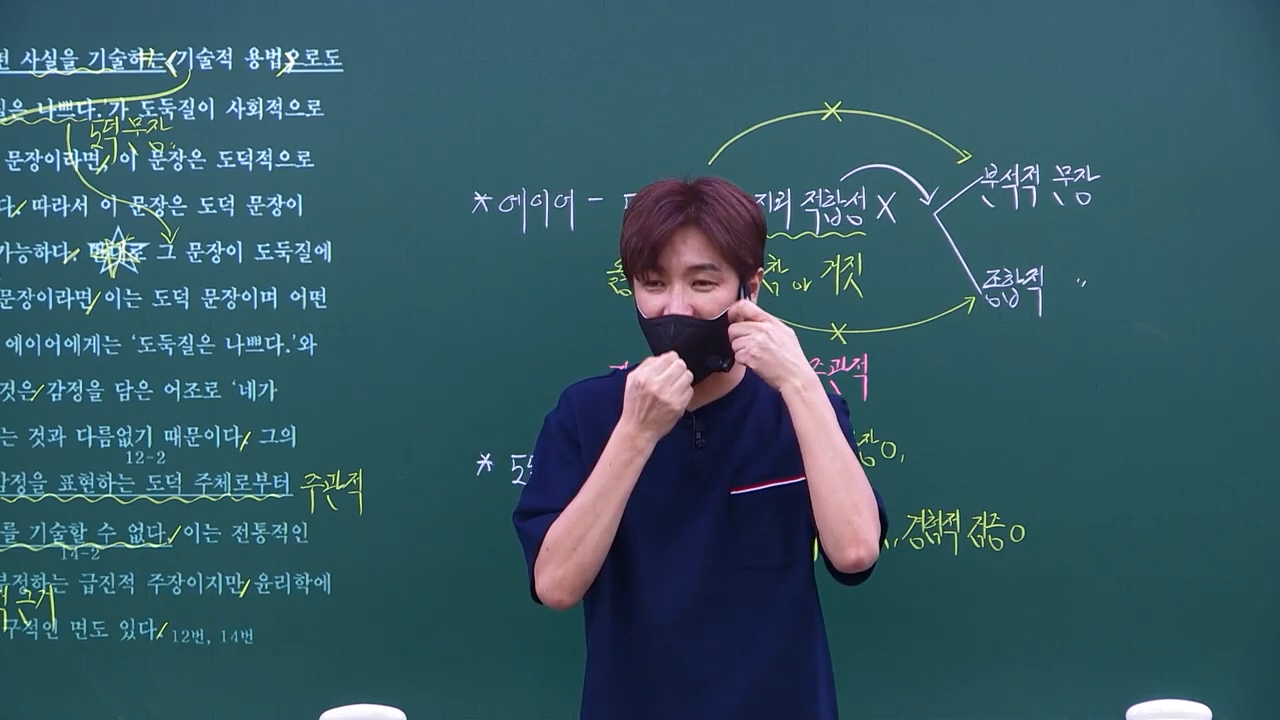 사실을 기술하는 기술적 용법으로도
나쁘다.'가 도둑질이 사회적으로
문장이라면, 이 문장은 도덕적으로
따라서 이 문장은 도덕 문장이
가능하다. 반대로 그 문장이 도둑질에
문장이라면 이는 도덕 문장이며 어떤
에이어에게는 '도둑질은 나쁘다.'와
것은 감정을 담은 어조로 '네가
는 것과 다름없기 때문이다. 그의
12-2
감정을 표현하는 도덕 주체로부터 주관적
를 기술할 수 없다. 이는 전통적인
14-2
부정하는 급진적 주장이지만, 윤리학에
근거
면도 있다. 12번, 14번
* 에이어 -
적합성 X
분석적 문장
종합적 〃
거짓
주관적
*
경험적 검증 O